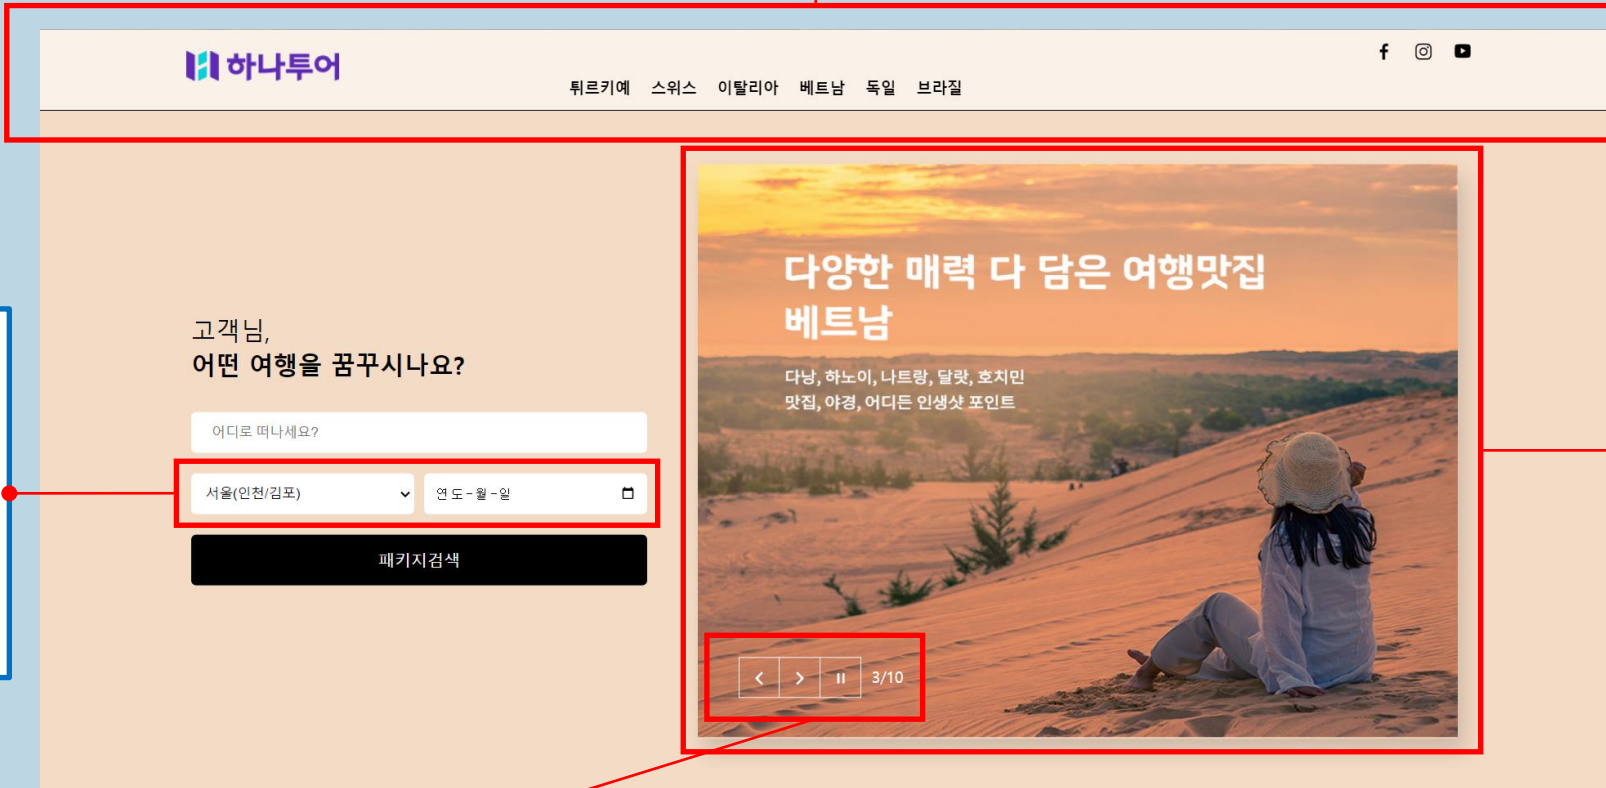 하나투어
튀르키예 스위스 이탈리아 베트남 독일 브라질
고객님,
어떤 여행을 꿈꾸시나요?
어디로 떠나세요?
서울(인천/김포)
연도-월-일
패키지검색
다양한 매력 다 담은 여행맛집
베트남
다낭, 하노이, 나트랑, 달랏, 호치민
맛집, 야경, 어디든 인생샷 포인트
3/10